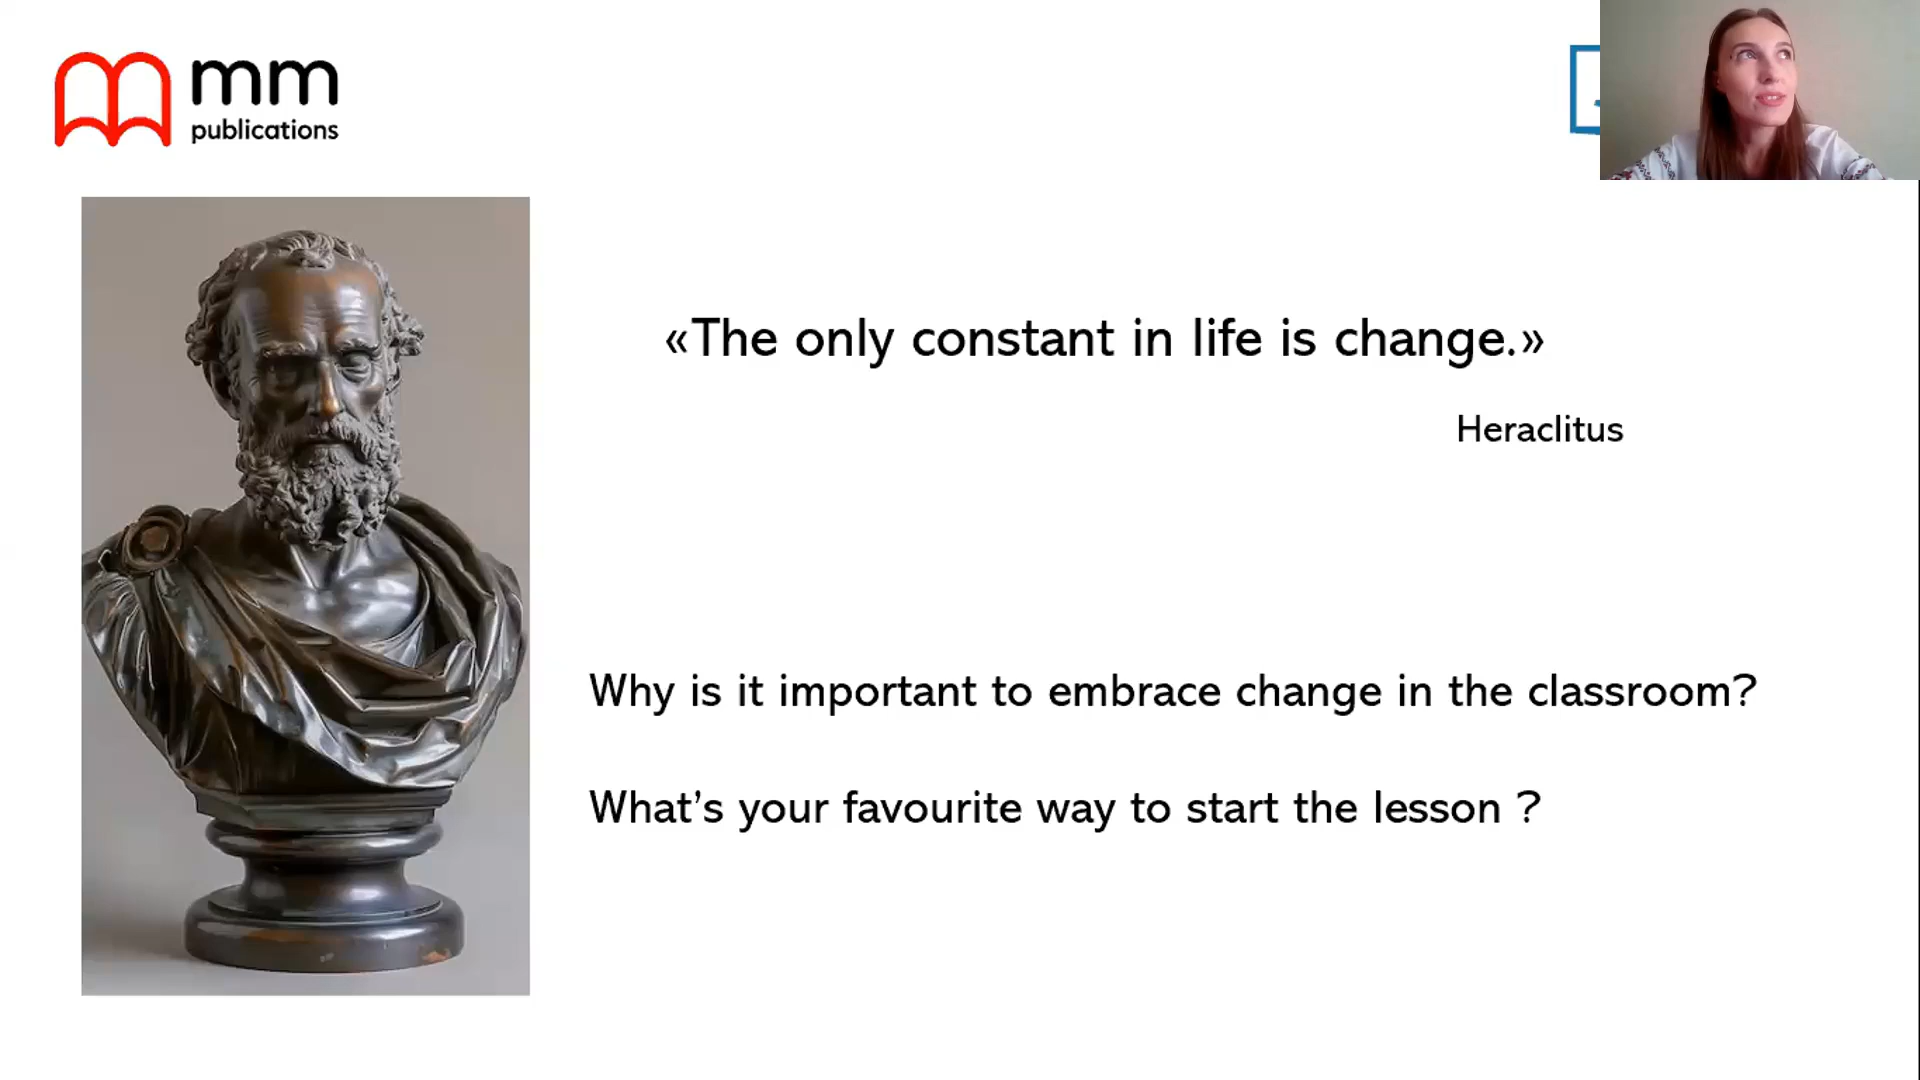 mm
publications
«The only constant in life is change.»
Heraclitus
Why is it important to embrace change in the classroom?
What’s your favourite way to start the lesson ?